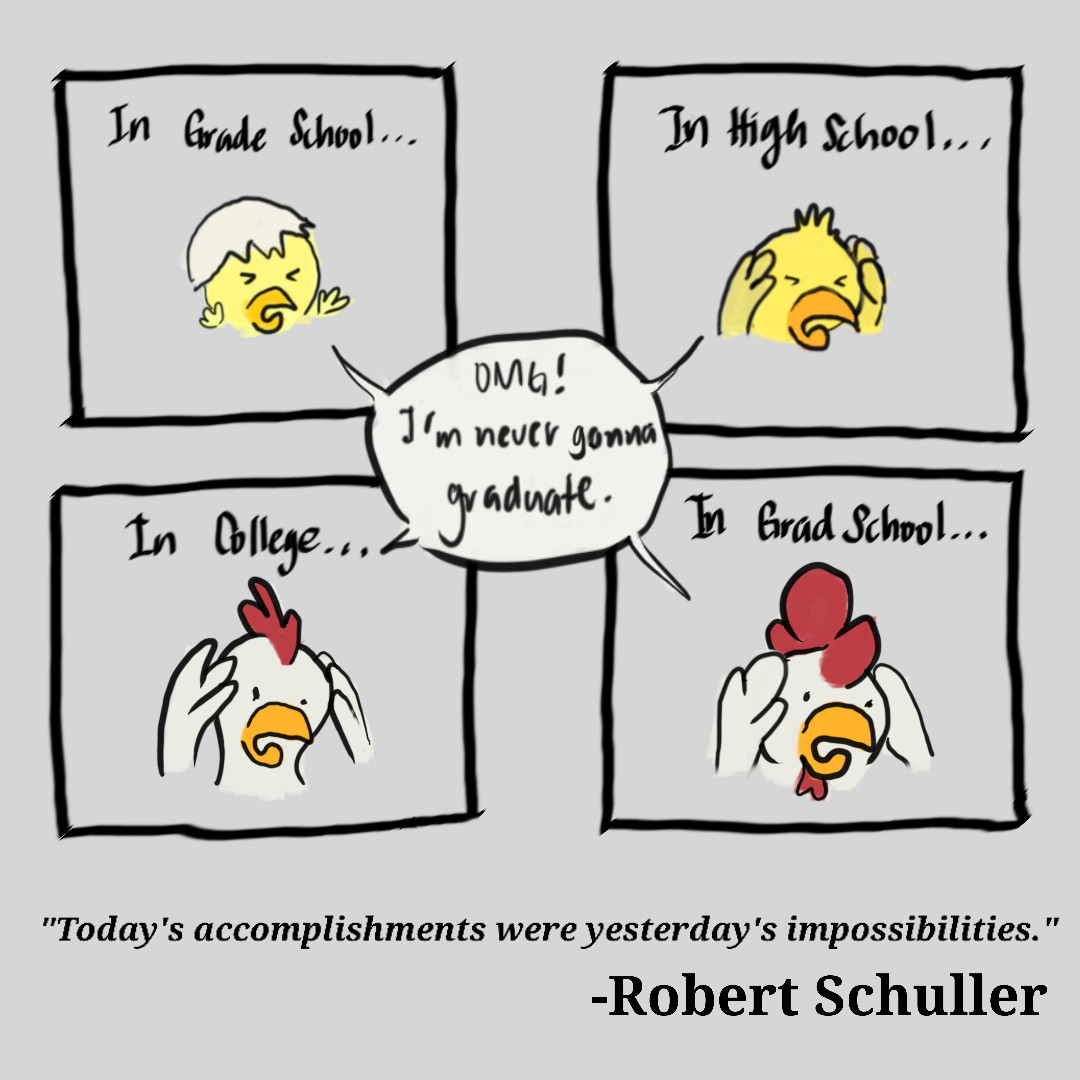 In Grade School...
In High School...
OMG!
I'm never gonna
graduate.
In College...
In Grad School...
"Today's accomplishments were yesterday's impossibilities."
-Robert Schuller